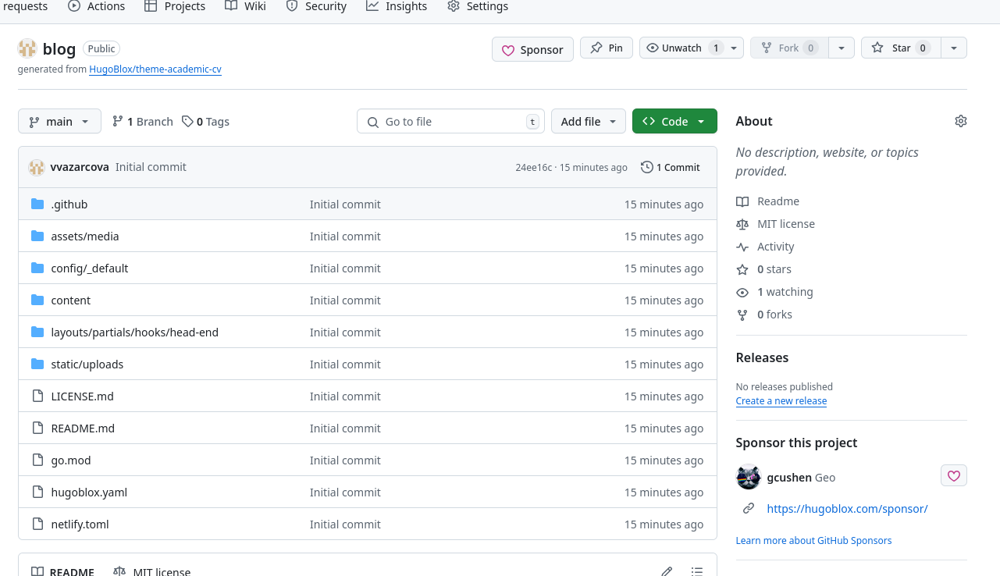 requests Actions Projects Wiki Security Insights Settings
blog Public Sponsor Pin Unwatch 1 Fork 0 Star 0
generated from HugoBlox/theme-academic-cv
main 1 Branch 0 Tags Go to file t Add file Code
vvazarcova Initial commit 24ee16c · 15 minutes ago 1 Commit
.github Initial commit 15 minutes ago
assets/media Initial commit 15 minutes ago
config/_default Initial commit 15 minutes ago
content Initial commit 15 minutes ago
layouts/partials/hooks/head-end Initial commit 15 minutes ago
static/uploads Initial commit 15 minutes ago
LICENSE.md Initial commit 15 minutes ago
README.md Initial commit 15 minutes ago
go.mod Initial commit 15 minutes ago
hugoblox.yaml Initial commit 15 minutes ago
netlify.toml Initial commit 15 minutes ago
README MIT license
About
No description, website, or topics
provided.
Readme
MIT license
Activity
0 stars
1 watching
0 forks
Releases
No releases published
Create a new release
Sponsor this project
gcushen Geo
https://hugoblox.com/sponsor/
Learn more about GitHub Sponsors